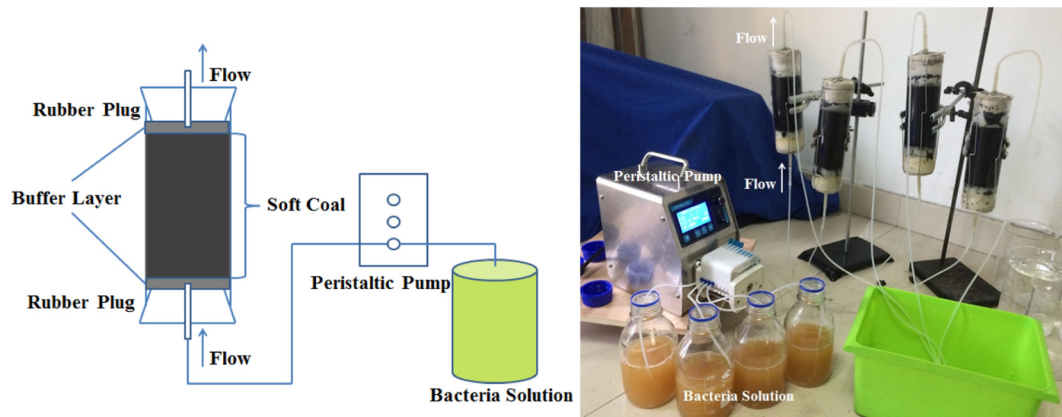 Flow
Rubber Plug
Buffer Layer
Soft Coal
Rubber Plug
Peristaltic Pump
Flow
Bacteria Solution
Flow
Peristaltic Pump
Flow
Bacteria Solution